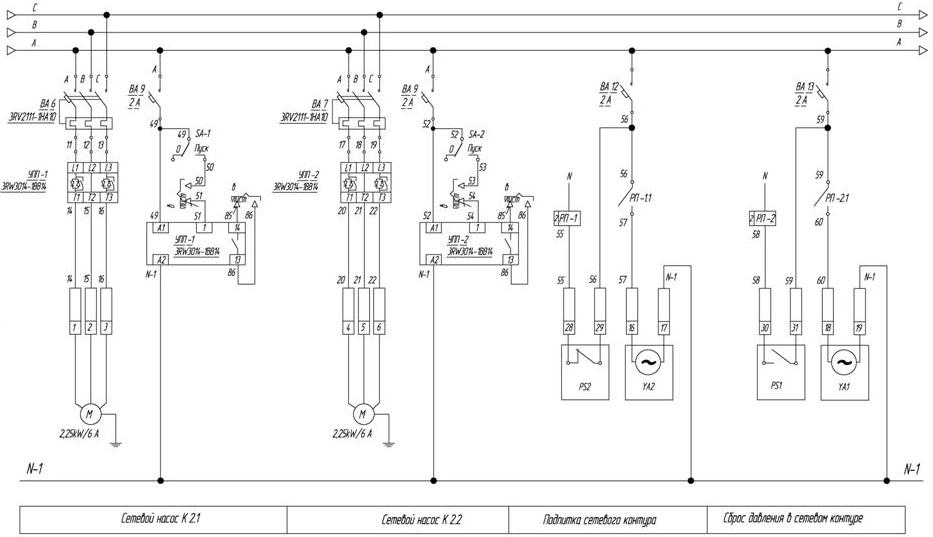 C C
B B
A A
A B C
A
A B C
A
BA 6
3RV2111-1HA10
BA 9
2 A
BA 7
3RV2111-1HA10
BA 9
2 A
BA 12
2 A
BA 13
2 A
49
52
56
59
11 12 13
49 SA-1
0 Пуск
50
17 18 19
52 SA-2
0 Пуск
53
УПП-1
3RW3014-1BB14
L1 L2 L3
T1 T2 T3
50
51
УПП-2
3RW3014-1BB14
L1 L2 L3
T1 T2 T3
53
54
N
56
РП-1.1
N
59
РП-2.1
14 15 16
49 51 85 86
20 21 22
52 54 85 86
2 РП-1
55
57
2 РП-2
58
60
A1 1 14
УПП-1
3RW3014-1BB14
A2 13
N-1 86
A1 1 14
УПП-2
3RW3014-1BB14
A2 13
N-1 86
14 15 16
20 21 22
55 56 57 N-1
58 59 60 N-1
1 2 3
4 5 6
28 29 16 17
30 31 18 19
PS2 YA2
PS1 YA1
M
2,25kW/6 A
M
2,25kW/6 A
N-1 N-1
Сетевой насос К 2.1
Сетевой насос К 2.2
Подпитка сетевого контура
Сброс давления в сетевом контуре